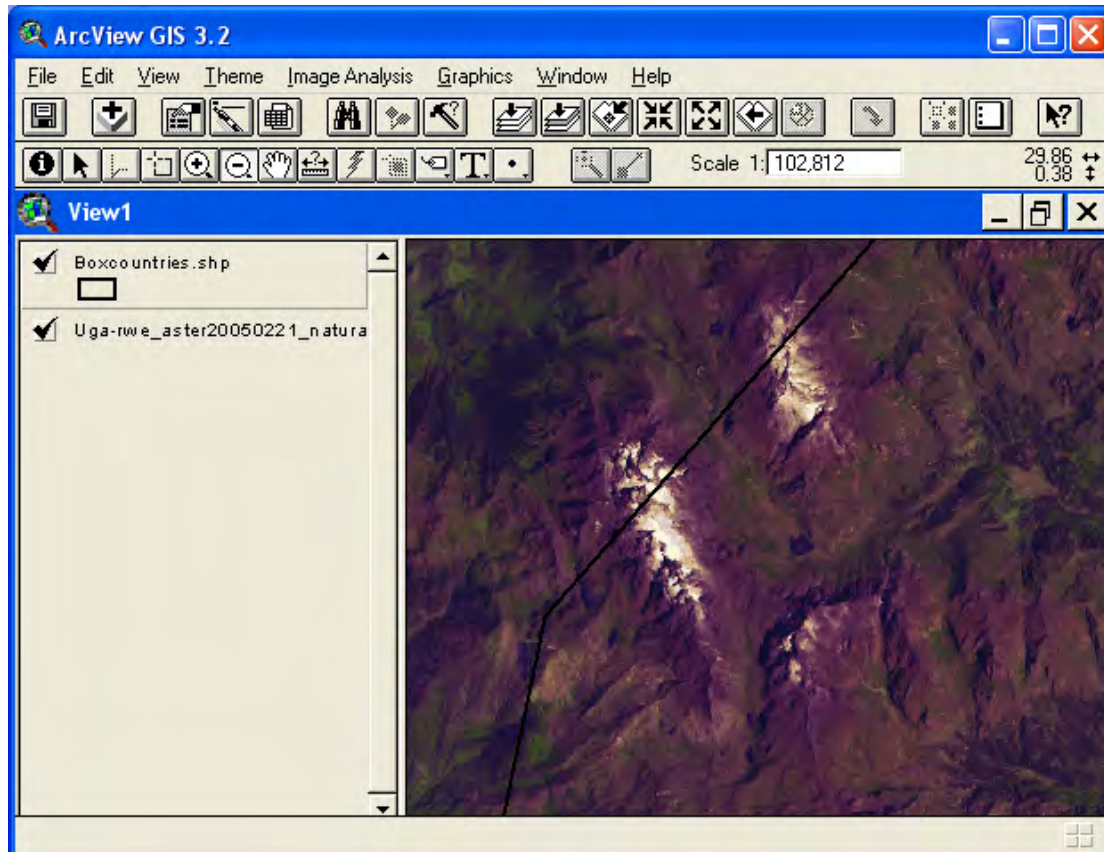 ArcView GIS 3.2
File Edit View Theme Image Analysis Graphics Window Help
Scale 1: 102,812
29.86
0.38
View1
Boxcountries.shp
Uga-rwe_aster20050221_natura